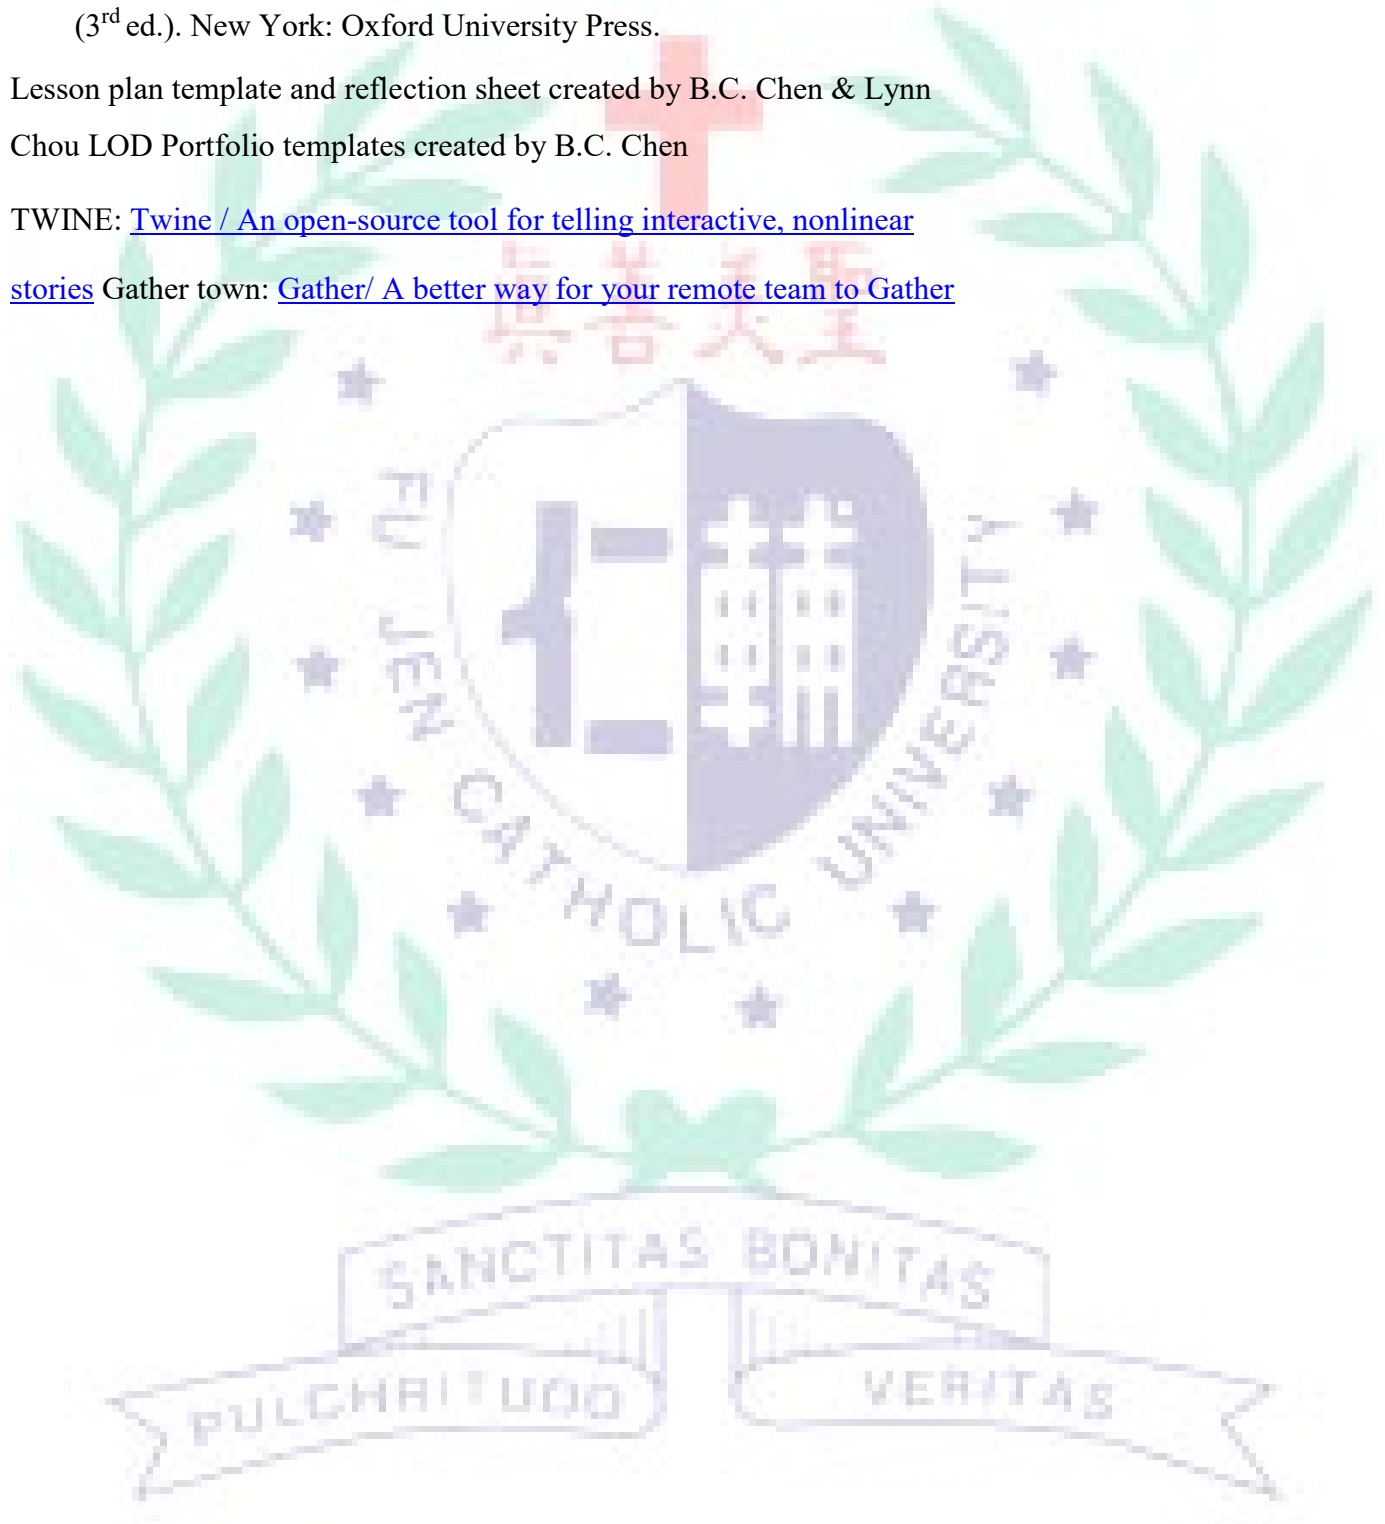 (3rd ed.). New York: Oxford University Press.
Lesson plan template and reflection sheet created by B.C. Chen & Lynn
Chou LOD Portfolio templates created by B.C. Chen
TWINE: Twine / An open-source tool for telling interactive, nonlinear
stories Gather town: Gather/ A better way for your remote team to Gather
真善美聖
FU JEN CATHOLIC UNIVERSITY
SANCTITAS BONITAS
PULCHRITUDO VERITAS